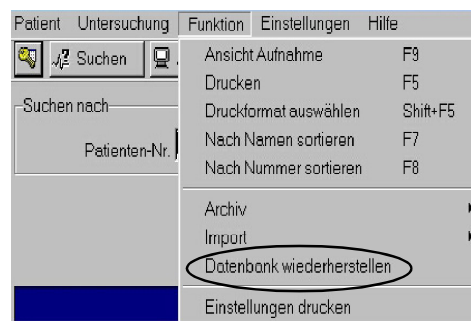 Patient Untersuchung Funktion Einstellungen Hilfe
Suchen
Ansicht Aufnahme F9
Drucken F5
Druckformat auswählen Shift+F5
Suchen nach
Nach Namen sortieren F7
Patienten-Nr.
Nach Nummer sortieren F8
Archiv
Import
Datenbank wiederherstellen
Einstellungen drucken